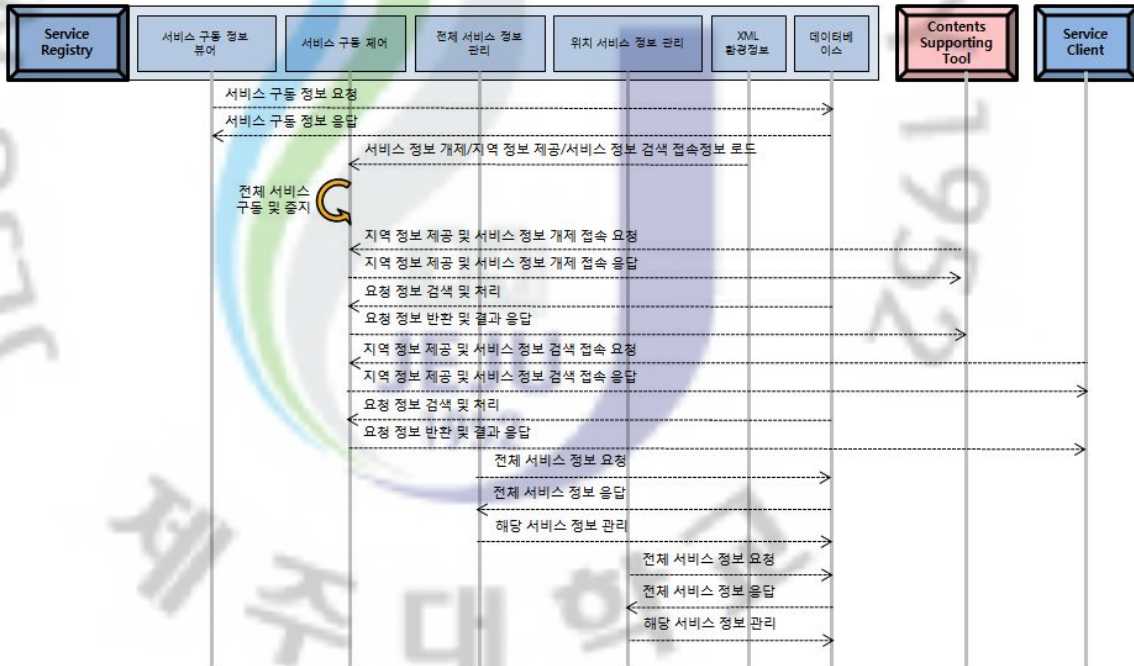 Service
Registry
서비스 구동 정보
뷰어
서비스 구동 제어
전체 서비스 정보
관리
위치 서비스 정보 관리
XML
환경정보
데이터베
이스
Contents
Supporting
Tool
Service
Client
서비스 구동 정보 요청
서비스 구동 정보 응답
서비스 정보 개제/지역 정보 제공/서비스 정보 검색 접속정보 로드
전체 서비스
구동 및 중지
지역 정보 제공 및 서비스 정보 개제 접속 요청
지역 정보 제공 및 서비스 정보 개제 접속 응답
요청 정보 검색 및 처리
요청 정보 반환 및 결과 응답
지역 정보 제공 및 서비스 정보 검색 접속 요청
지역 정보 제공 및 서비스 정보 검색 접속 응답
요청 정보 검색 및 처리
요청 정보 반환 및 결과 응답
전체 서비스 정보 요청
전체 서비스 정보 응답
해당 서비스 정보 관리
전체 서비스 정보 요청
전체 서비스 정보 응답
해당 서비스 정보 관리
1952
제주대학교